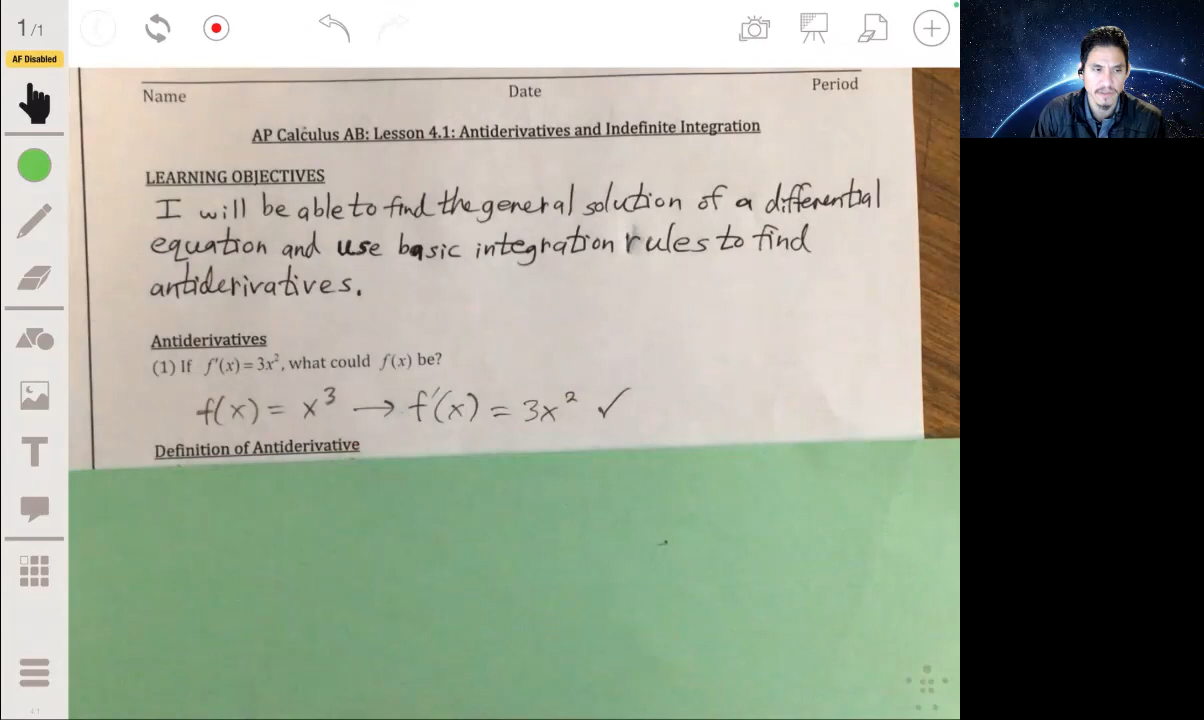 1/1
AF Disabled
Name Date Period
AP Calculus AB: Lesson 4.1: Antiderivatives and Indefinite Integration
LEARNING OBJECTIVES
I will be able to find the general solution of a differential
equation and use basic integration rules to find
antiderivatives.
Antiderivatives
(1) If f'(x) = 3x², what could f(x) be?
f(x) = x³ → f'(x) = 3x² ✓
Definition of Antiderivative
T